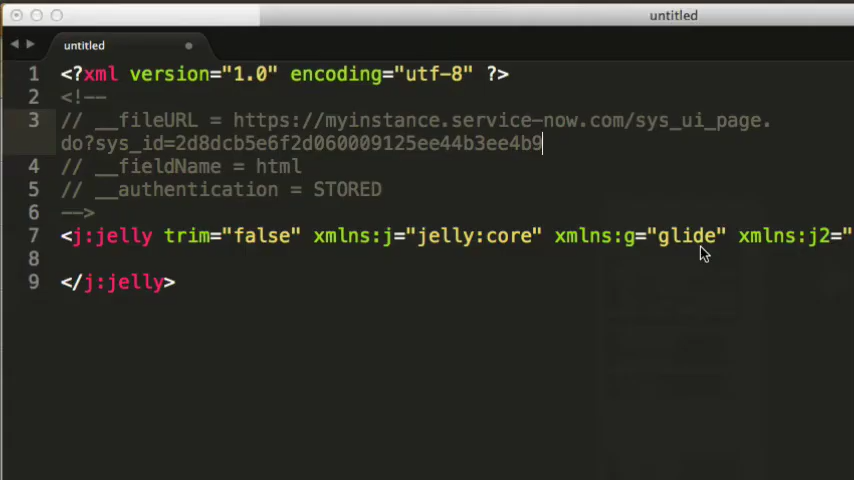 untitled
untitled
1 <?xml version="1.0" encoding="utf-8" ?>
2 <!--
3 // __fileURL = https://myinstance.service-now.com/sys_ui_page.
do?sys_id=2d8dcb5e6f2d060009125ee44b3ee4b9
4 // __fieldName = html
5 // __authentication = STORED
6 -->
7 <j:jelly trim="false" xmlns:j="jelly:core" xmlns:g="glide" xmlns:j2="
8
9 </j:jelly>